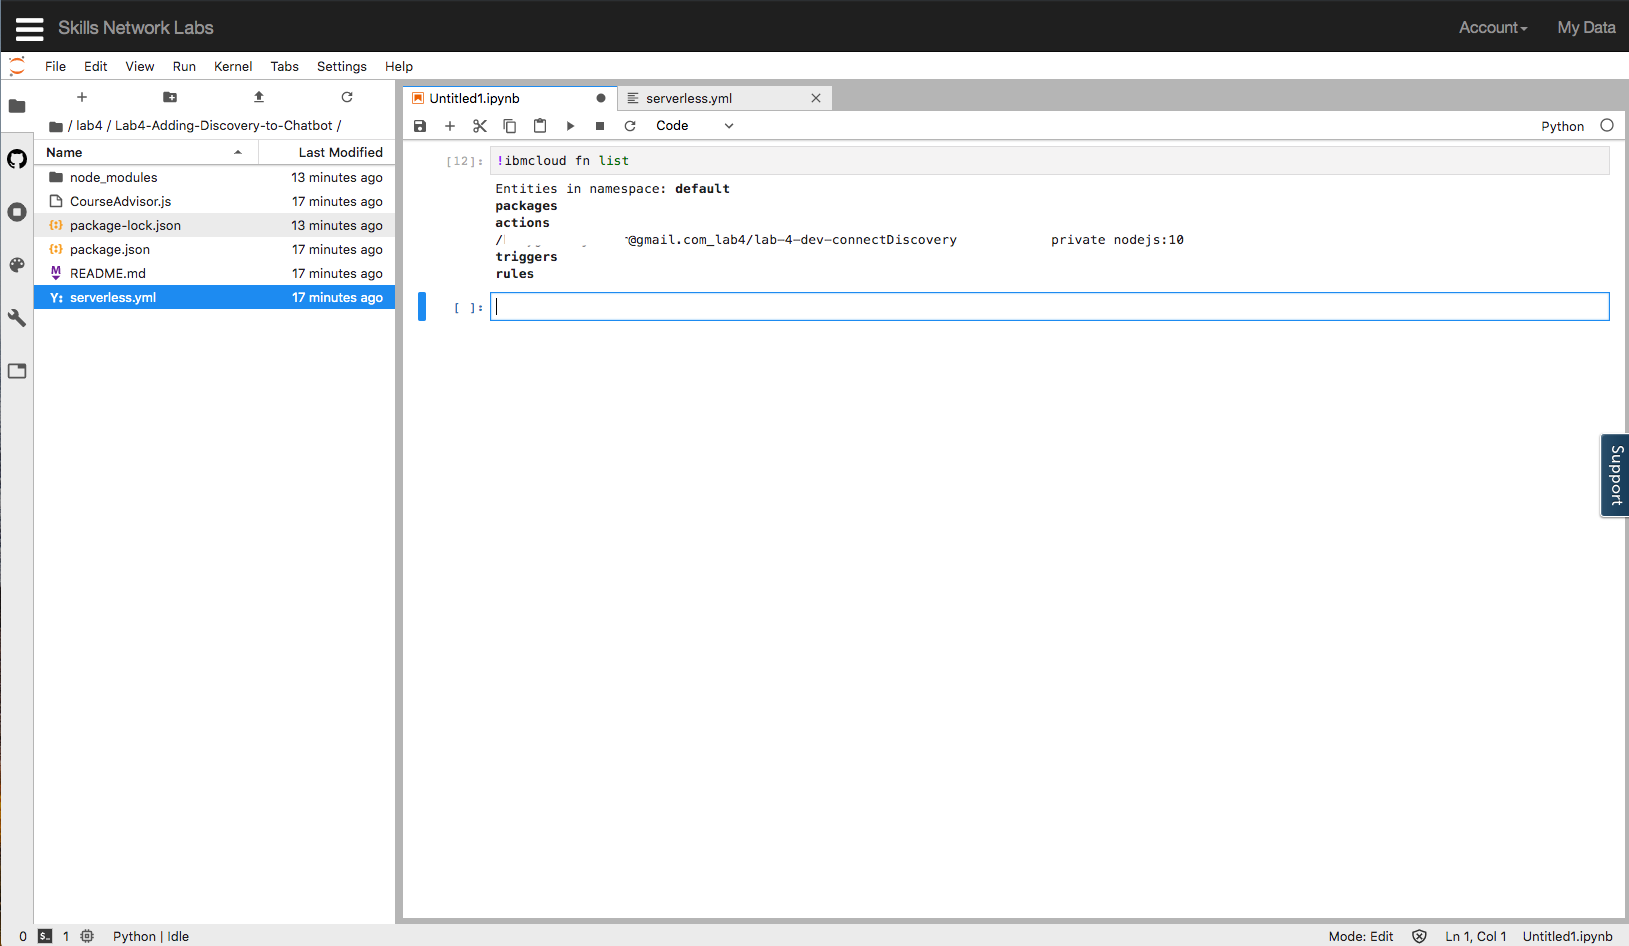 Skills Network Labs
Account
My Data
File Edit View Run Kernel Tabs Settings Help
Untitled1.ipynb
serverless.yml
/ lab4 / Lab4-Adding-Discovery-to-Chatbot /
Code
Python
Name Last Modified
node_modules 13 minutes ago
CourseAdvisor.js 17 minutes ago
package-lock.json 13 minutes ago
package.json 17 minutes ago
M README.md 17 minutes ago
Y: serverless.yml 17 minutes ago
[12]: !ibmcloud fn list
Entities in namespace: default
packages
actions
r@gmail.com_lab4/lab-4-dev-connectDiscovery private nodejs:10
triggers
rules
[ ]:
Support
0 $_ 1 Python | Idle
Mode: Edit Ln 1, Col 1 Untitled1.ipynb